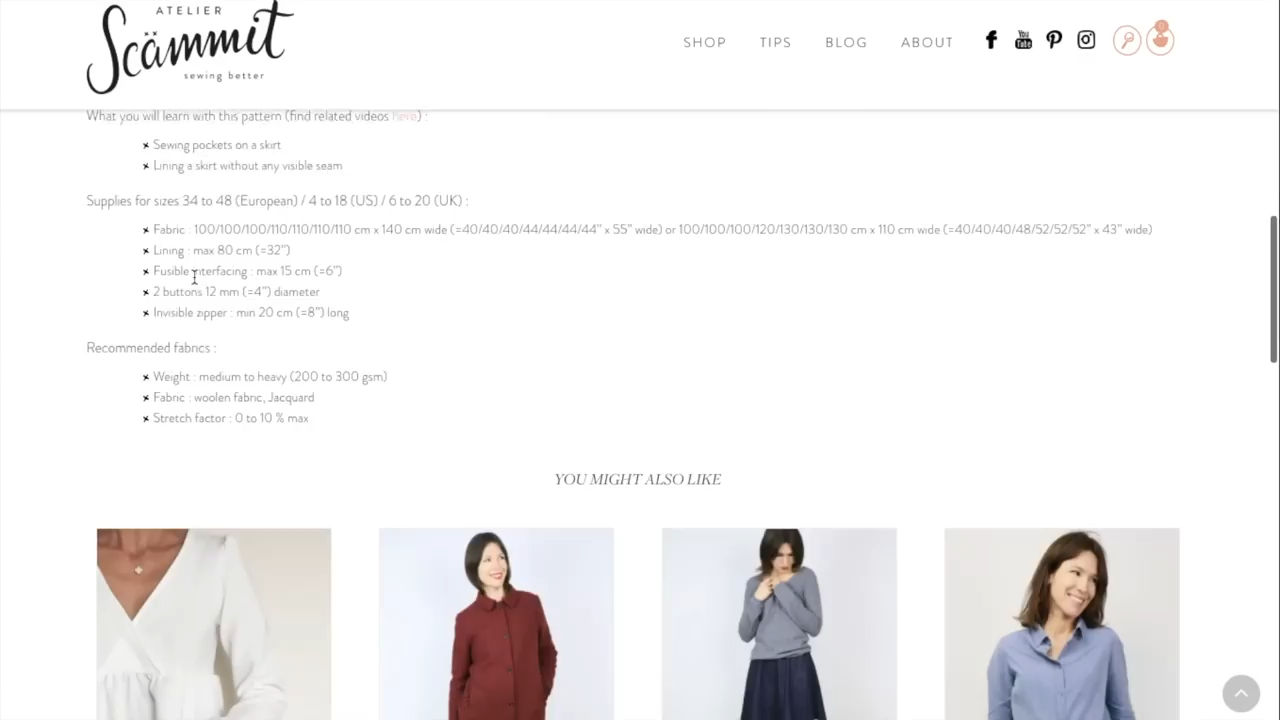 ATELIER
Scämmit
sewing better
SHOP TIPS BLOG ABOUT
You
Tube
0
What you will learn with this pattern (find related videos here) :
Sewing pockets on a skirt
Lining a skirt without any visible seam
Supplies for sizes 34 to 48 (European) / 4 to 18 (US) / 6 to 20 (UK) :
Fabric : 100/100/100/110/110/110/110 cm x 140 cm wide (=40/40/40/44/44/44/44" x 55" wide) or 100/100/100/120/130/130/130 cm x 110 cm wide (=40/40/40/48/52/52/52" x 43" wide)
Lining : max 80 cm (=32")
Fusible interfacing : max 15 cm (=6")
2 buttons 12 mm (=4") diameter
Invisible zipper : min 20 cm (=8") long
Recommended fabrics :
Weight : medium to heavy (200 to 300 gsm)
Fabric : woolen fabric, Jacquard
Stretch factor : 0 to 10 % max
YOU MIGHT ALSO LIKE